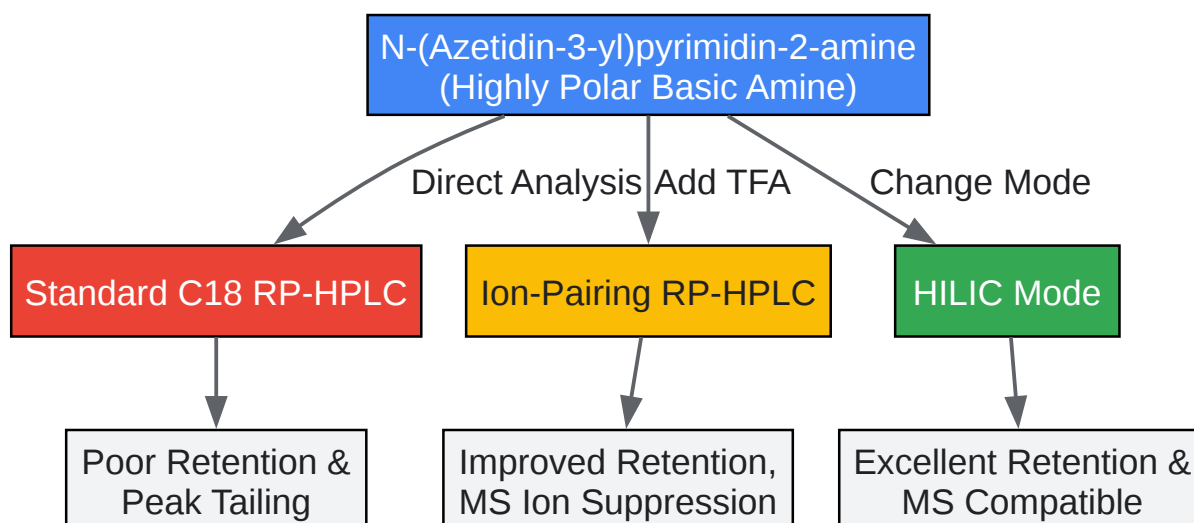 N-(Azetidin-3-yl)pyrimidin-2-amine
(Highly Polar Basic Amine)
Direct Analysis
Add TFA
Change Mode
Standard C18 RP-HPLC
Ion-Pairing RP-HPLC
HILIC Mode
Poor Retention &
Peak Tailing
Improved Retention,
MS Ion Suppression
Excellent Retention &
MS Compatible